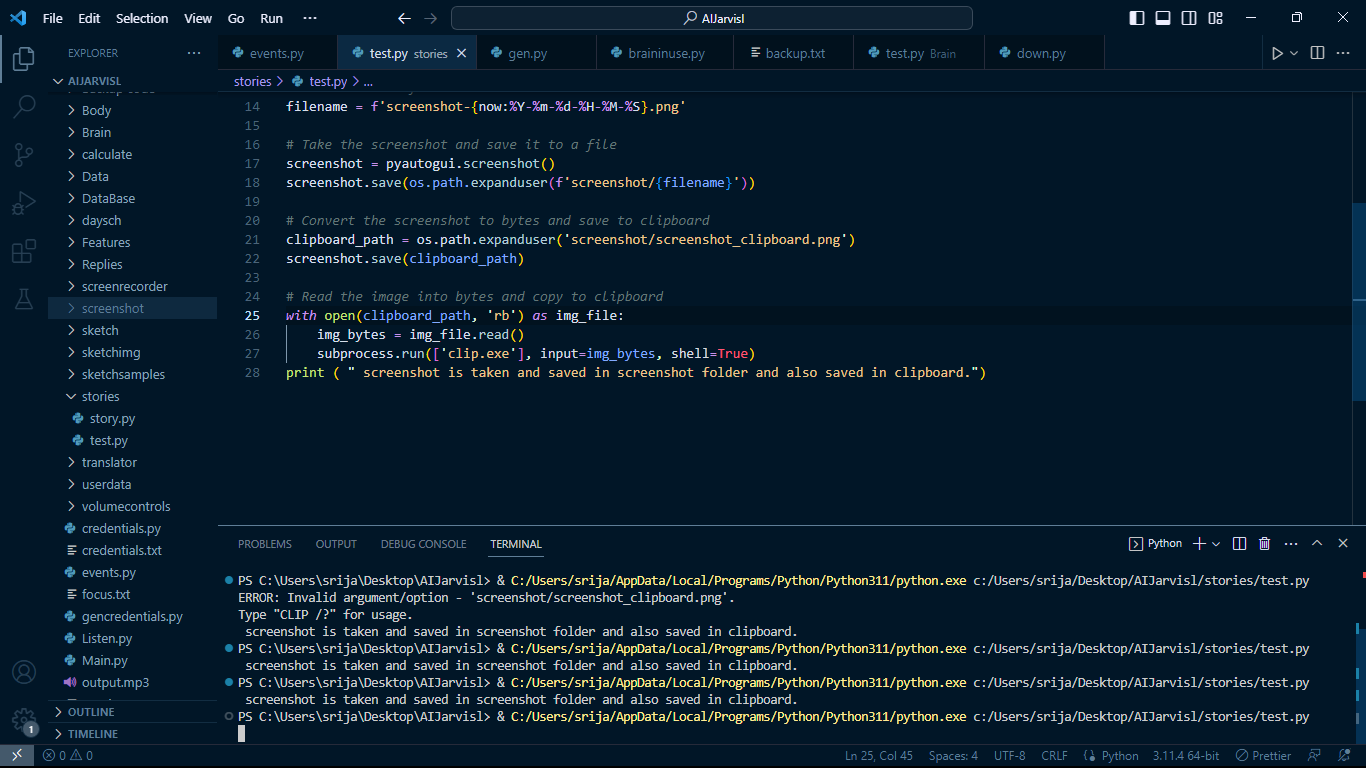 File Edit Selection View Go Run ··· AIJarvisl
EXPLORER ···
events.py test.py stories gen.py braininuse.py backup.txt test.py Brain down.py ···
AIJARVISL
stories > test.py > ...
Body
Brain
calculate
Data
DataBase
daysch
Features
Replies
screenrecorder
screenshot
sketch
sketchimg
sketchsamples
stories
story.py
test.py
translator
userdata
volumecontrols
credentials.py
credentials.txt
events.py
focus.txt
gencredentials.py
Listen.py
Main.py
output.mp3
OUTLINE
TIMELINE
1
14 filename = f'screenshot-{now:%Y-%m-%d-%H-%M-%S}.png'
15
16 # Take the screenshot and save it to a file
17 screenshot = pyautogui.screenshot()
18 screenshot.save(os.path.expanduser(f'screenshot/{filename}'))
19
20 # Convert the screenshot to bytes and save to clipboard
21 clipboard_path = os.path.expanduser('screenshot/screenshot_clipboard.png')
22 screenshot.save(clipboard_path)
23
24 # Read the image into bytes and copy to clipboard
25 with open(clipboard_path, 'rb') as img_file:
26 img_bytes = img_file.read()
27 subprocess.run(['clip.exe'], input=img_bytes, shell=True)
28 print ( " screenshot is taken and saved in screenshot folder and also saved in clipboard.")
PROBLEMS OUTPUT DEBUG CONSOLE TERMINAL Python ···
PS C:\Users\srija\Desktop\AIJarvisl> & C:/Users/srija/AppData/Local/Programs/Python/Python311/python.exe c:/Users/srija/Desktop/AIJarvisl/stories/test.py
ERROR: Invalid argument/option - 'screenshot/screenshot_clipboard.png'.
Type "CLIP /?" for usage.
screenshot is taken and saved in screenshot folder and also saved in clipboard.
PS C:\Users\srija\Desktop\AIJarvisl> & C:/Users/srija/AppData/Local/Programs/Python/Python311/python.exe c:/Users/srija/Desktop/AIJarvisl/stories/test.py
screenshot is taken and saved in screenshot folder and also saved in clipboard.
PS C:\Users\srija\Desktop\AIJarvisl> & C:/Users/srija/AppData/Local/Programs/Python/Python311/python.exe c:/Users/srija/Desktop/AIJarvisl/stories/test.py
screenshot is taken and saved in screenshot folder and also saved in clipboard.
PS C:\Users\srija\Desktop\AIJarvisl> & C:/Users/srija/AppData/Local/Programs/Python/Python311/python.exe c:/Users/srija/Desktop/AIJarvisl/stories/test.py
0 0 Ln 25, Col 45 Spaces: 4 UTF-8 CRLF Python 3.11.4 64-bit Prettier